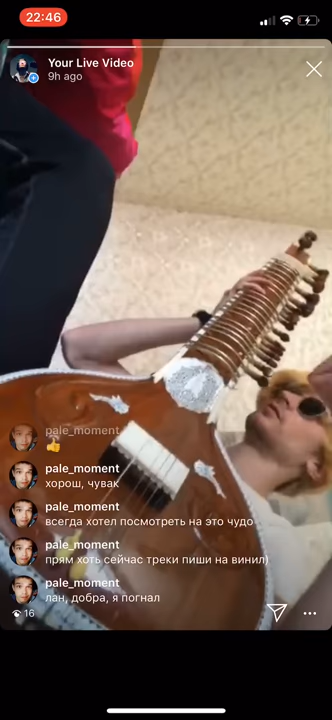 22:46
Your Live Video
9h ago
pale_moment
👍
pale_moment
хорош, чувак
pale_moment
всегда хотел посмотреть на это чудо
pale_moment
прям хоть сейчас треки пиши на винил)
pale_moment
лан, добра, я погнал
16